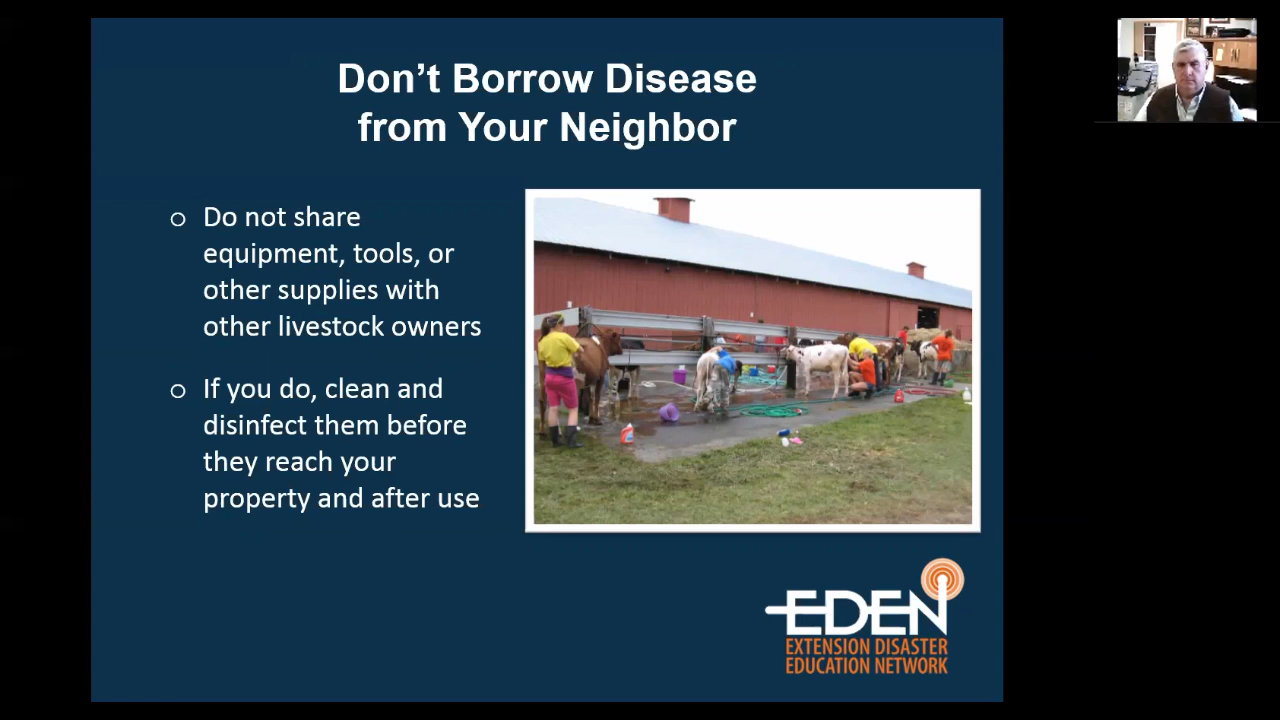 Don't Borrow Disease
from Your Neighbor
o Do not share
equipment, tools, or
other supplies with
other livestock owners
o If you do, clean and
disinfect them before
they reach your
property and after use
EDEN
EXTENSION DISASTER
EDUCATION NETWORK